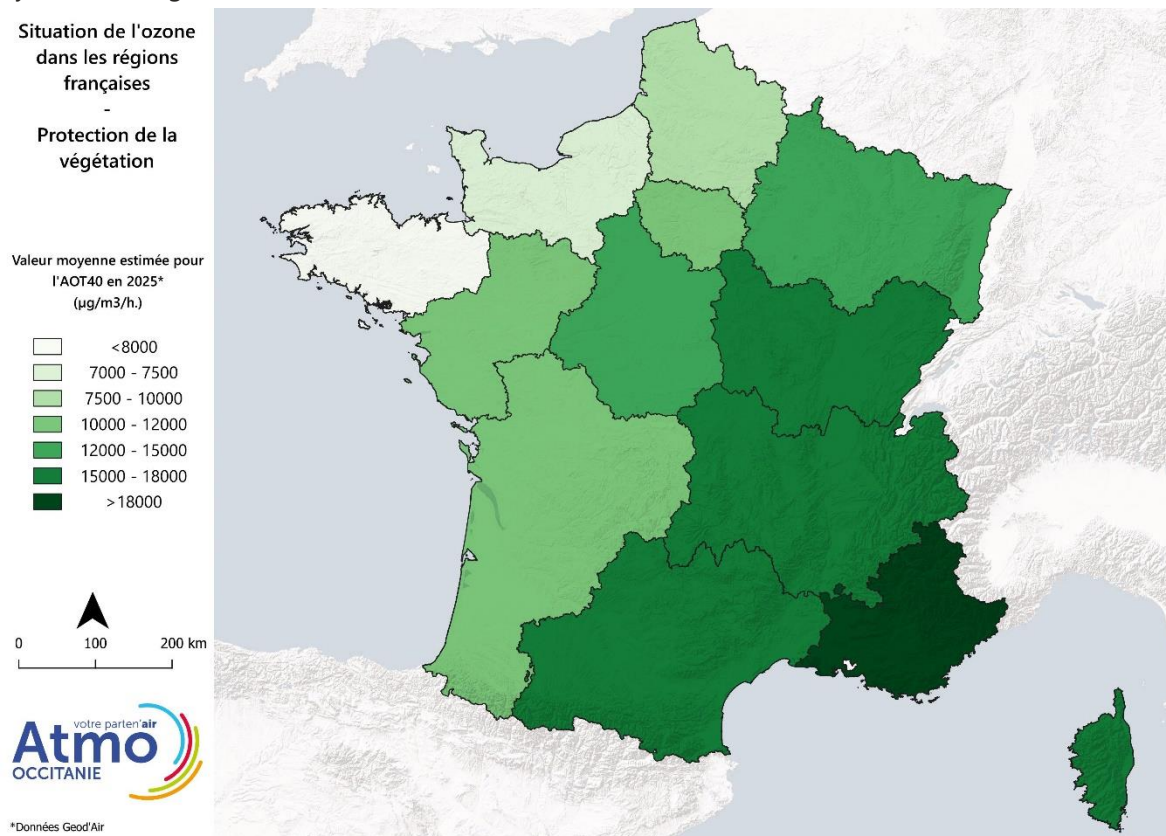 Situation de l'ozone
dans les régions
françaises
-
Protection de la
végétation
Valeur moyenne estimée pour
l'AOT40 en 2025*
(µg/m3/h.)
<8000
7000 - 7500
7500 - 10000
10000 - 12000
12000 - 15000
15000 - 18000
>18000
0 100 200 km
votre parten'air
Atmo
OCCITANIE
*Données Geod'Air